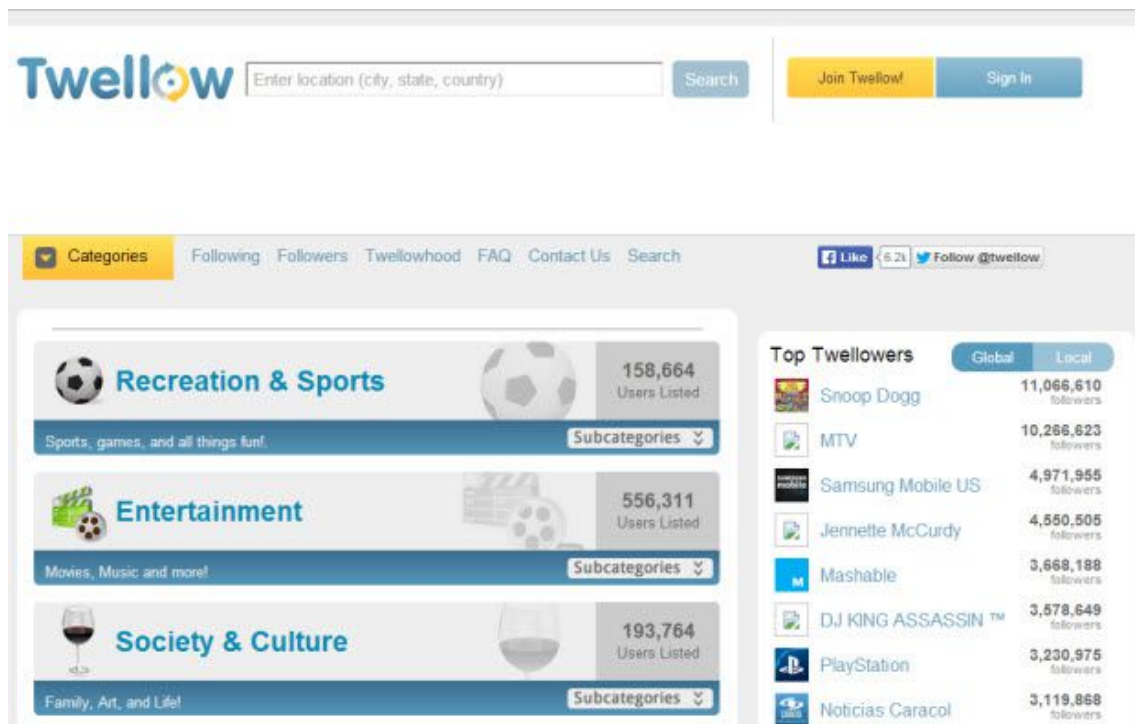 Twellow
Enter location (city, state, country)
Search
Join Twellow!
Sign In
Categories
Following Followers Twellowhood FAQ Contact Us Search
Like 6.2k Follow @twellow
Recreation & Sports
158,664
Users Listed
Sports, games, and all things fun!.
Subcategories
Entertainment
556,311
Users Listed
Movies, Music and more!
Subcategories
Society & Culture
193,764
Users Listed
Family, Art, and Life!
Subcategories
Top Twellowers
Global Local
Snoop Dogg 11,066,610
followers
MTV 10,266,623
followers
Samsung Mobile US 4,971,955
followers
Jennette McCurdy 4,550,505
followers
Mashable 3,668,188
followers
DJ KING ASSASSIN ™ 3,578,649
followers
PlayStation 3,230,975
followers
Noticias Caracol 3,119,868
followers